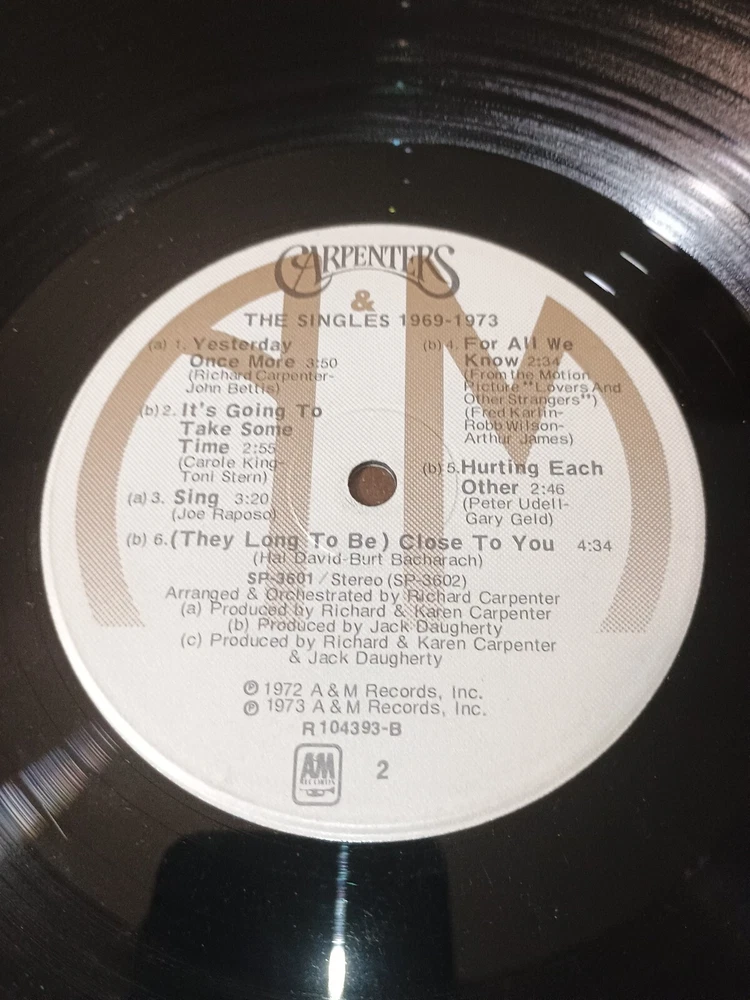 CARPENTERS
&
THE SINGLES 1969-1973
(a) 1. Yesterday
Once More 3:50
(Richard Carpenter-
John Bettis)
(b) 2. It's Going To
Take Some
Time 2:55
(Carole King-
Toni Stern)
(a) 3. Sing 3:20
(Joe Raposo)
(b) 4. For All We
Know 2:34
(From the Motion
Picture "Lovers And
Other Strangers")
(Fred Karlin-
Robb Wilson-
Arthur James)
(b) 5. Hurting Each
Other 2:46
(Peter Udell-
Gary Geld)
(b) 6. (They Long To Be) Close To You 4:34
(Hal David-Burt Bacharach)
SP-3601 / Stereo (SP-3602)
Arranged & Orchestrated by Richard Carpenter
(a) Produced by Richard & Karen Carpenter
(b) Produced by Jack Daugherty
(c) Produced by Richard & Karen Carpenter
& Jack Daugherty
℗ 1972 A&M Records, Inc.
℗ 1973 A&M Records, Inc.
R 104393-B
AM
RECORDS
2